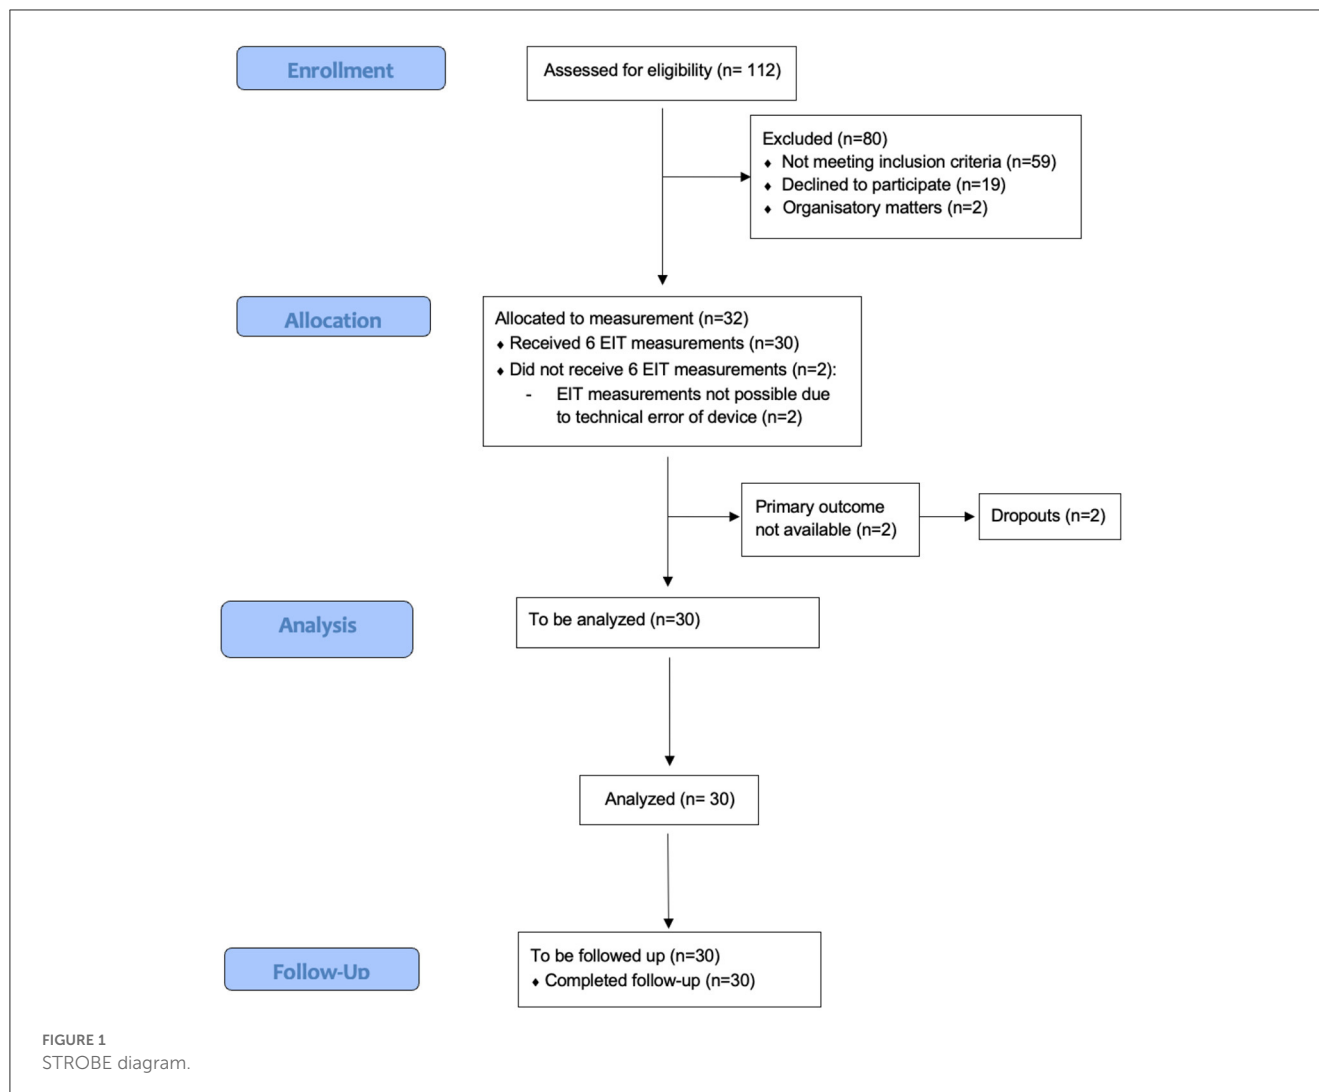 Enrollment
Assessed for eligibility (n= 112)
Excluded (n=80)
♦ Not meeting inclusion criteria (n=59)
♦ Declined to participate (n=19)
♦ Organisatory matters (n=2)
Allocation
Allocated to measurement (n=32)
♦ Received 6 EIT measurements (n=30)
♦ Did not receive 6 EIT measurements (n=2):
- EIT measurements not possible due
to technical error of device (n=2)
Primary outcome
not available (n=2)
Dropouts (n=2)
Analysis
To be analyzed (n=30)
Analyzed (n= 30)
Follow-Up
To be followed up (n=30)
♦ Completed follow-up (n=30)
FIGURE 1
STROBE diagram.